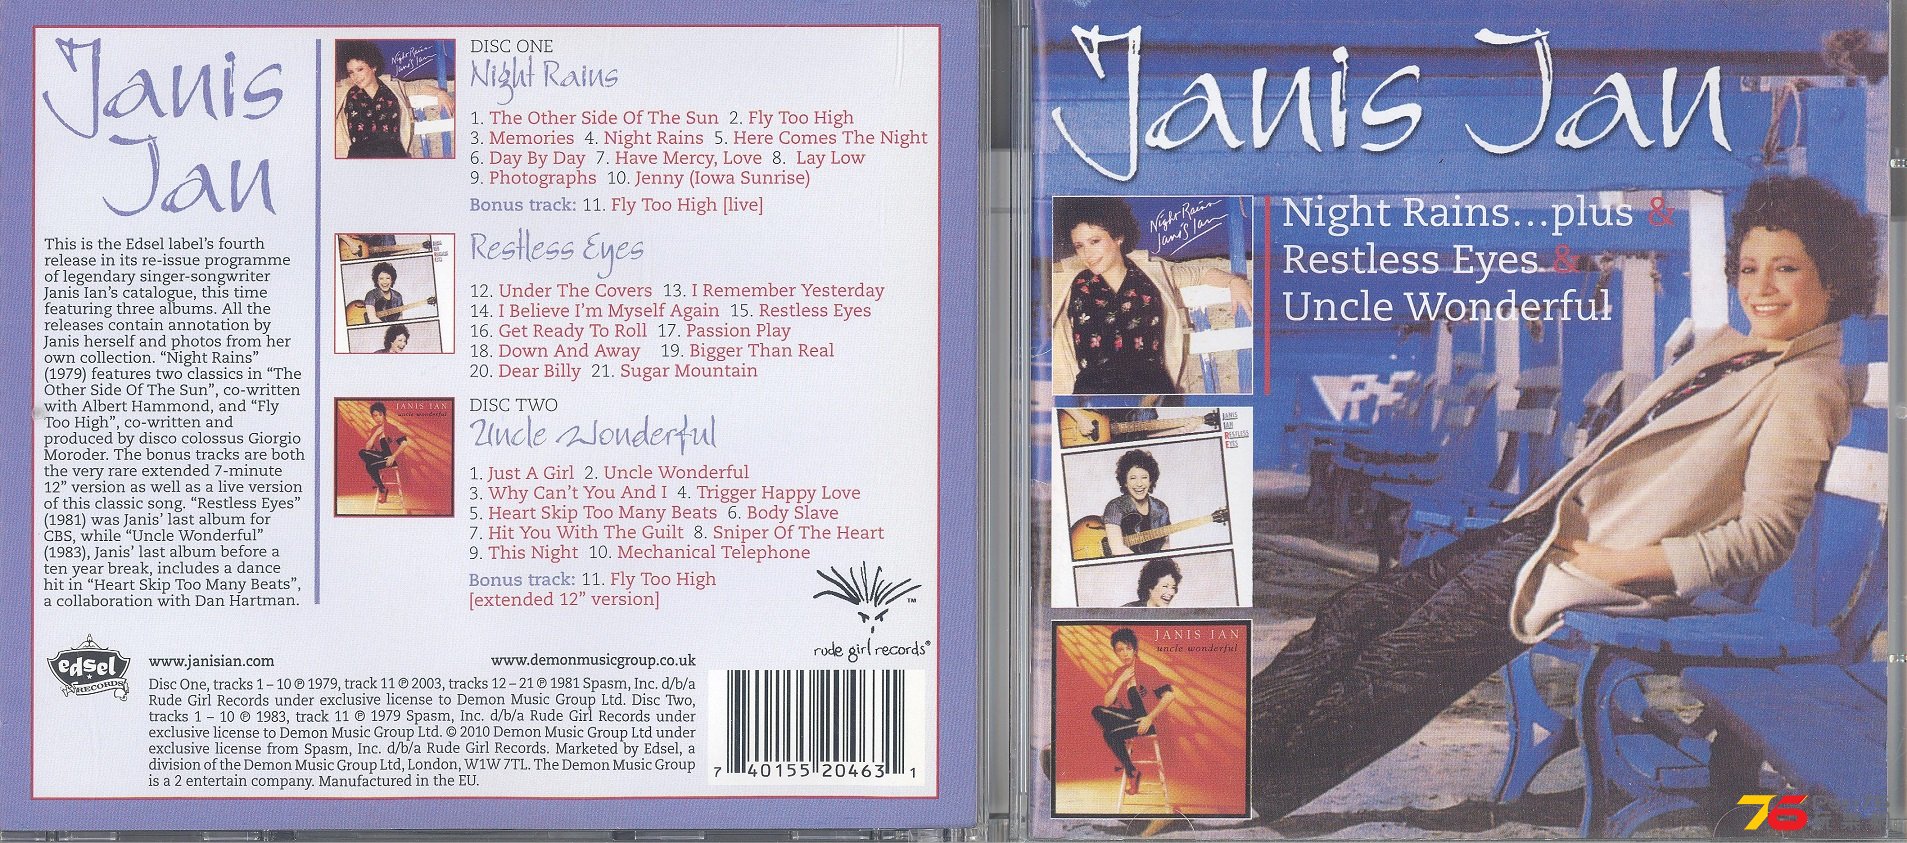 Janis
Ian
This is the Edsel label's fourth
release in its re-issue programme
of legendary singer-songwriter
Janis Ian's catalogue, this time
featuring three albums. All the
releases contain annotation by
Janis herself and photos from her
own collection. "Night Rains"
(1979) features two classics in "The
Other Side Of The Sun", co-written
with Albert Hammond, and "Fly
Too High", co-written and
produced by disco colossus Giorgio
Moroder. The bonus tracks are both
the very rare extended 7-minute
12" version as well as a live version
of this classic song. "Restless Eyes"
(1981) was Janis' last album for
CBS, while "Uncle Wonderful"
(1983), Janis' last album before a
ten year break, includes a dance
hit in "Heart Skip Too Many Beats",
a collaboration with Dan Hartman.
Night Rains
Janis Ian
DISC ONE
Night Rains
1. The Other Side Of The Sun 2. Fly Too High
3. Memories 4. Night Rains 5. Here Comes The Night
6. Day By Day 7. Have Mercy, Love 8. Lay Low
9. Photographs 10. Jenny (Iowa Sunrise)
Bonus track: 11. Fly Too High [live]
Restless Eyes
12. Under The Covers 13. I Remember Yesterday
14. I Believe I'm Myself Again 15. Restless Eyes
16. Get Ready To Roll 17. Passion Play
18. Down And Away 19. Bigger Than Real
20. Dear Billy 21. Sugar Mountain
JANIS IAN
uncle wonderful
DISC TWO
Uncle Wonderful
1. Just A Girl 2. Uncle Wonderful
3. Why Can't You And I 4. Trigger Happy Love
5. Heart Skip Too Many Beats 6. Body Slave
7. Hit You With The Guilt 8. Sniper Of The Heart
9. This Night 10. Mechanical Telephone
Bonus track: 11. Fly Too High
[extended 12" version]
TM
rude girl records®
edsel
RECORDS
www.janisian.com
www.demonmusicgroup.co.uk
Disc One, tracks 1 – 10 ℗ 1979, track 11 ℗ 2003, tracks 12 – 21 ℗ 1981 Spasm, Inc. d/b/a
Rude Girl Records under exclusive license to Demon Music Group Ltd. Disc Two,
tracks 1 – 10 ℗ 1983, track 11 ℗ 1979 Spasm, Inc. d/b/a Rude Girl Records under
exclusive license to Demon Music Group Ltd. © 2010 Demon Music Group Ltd under
exclusive license from Spasm, Inc. d/b/a Rude Girl Records. Marketed by Edsel, a
division of the Demon Music Group Ltd, London, W1W 7TL. The Demon Music Group
is a 2 entertain company. Manufactured in the EU.
7 40155 20463 1
Janis Ian
Night Rains
Janis Ian
Night Rains...plus &
Restless Eyes &
Uncle Wonderful
JANIS
IAN
RESTLESS
EYES
JANIS IAN
uncle wonderful
76